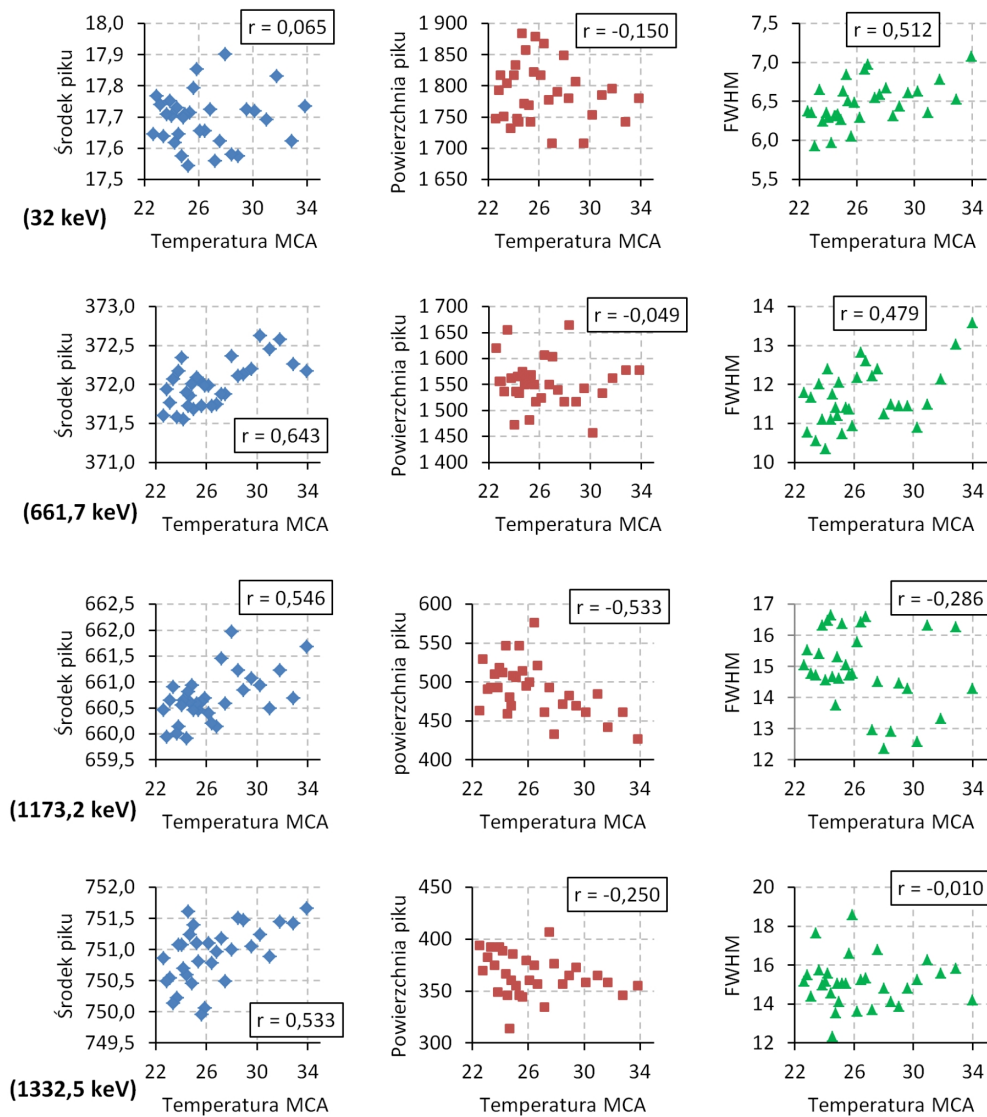 18,0
17,9
17,8
17,7
17,6
17,5
Środek piku
r = 0,065
22 26 30 34
Temperatura MCA
(32 keV)
1 900
1 850
1 800
1 750
1 700
1 650
Powierzchnia piku
r = -0,150
22 26 30 34
Temperatura MCA
7,5
7,0
6,5
6,0
5,5
FWHM
r = 0,512
22 26 30 34
Temperatura MCA
373,0
372,5
372,0
371,5
371,0
Środek piku
r = 0,643
22 26 30 34
Temperatura MCA
(661,7 keV)
1 700
1 650
1 600
1 550
1 500
1 450
1 400
Powierzchnia piku
r = -0,049
22 26 30 34
Temperatura MCA
14
13
12
11
10
FWHM
r = 0,479
22 26 30 34
Temperatura MCA
662,5
662,0
661,5
661,0
660,5
660,0
659,5
Środek piku
r = 0,546
22 26 30 34
Temperatura MCA
(1173,2 keV)
600
550
500
450
400
powierzchnia piku
r = -0,533
22 26 30 34
Temperatura MCA
17
16
15
14
13
12
FWHM
r = -0,286
22 26 30 34
Temperatura MCA
752,0
751,5
751,0
750,5
750,0
749,5
Środek piku
r = 0,533
22 26 30 34
Temperatura MCA
(1332,5 keV)
450
400
350
300
Powierzchnia piku
r = -0,250
22 26 30 34
Temperatura MCA
20
18
16
14
12
FWHM
r = -0,010
22 26 30 34
Temperatura MCA